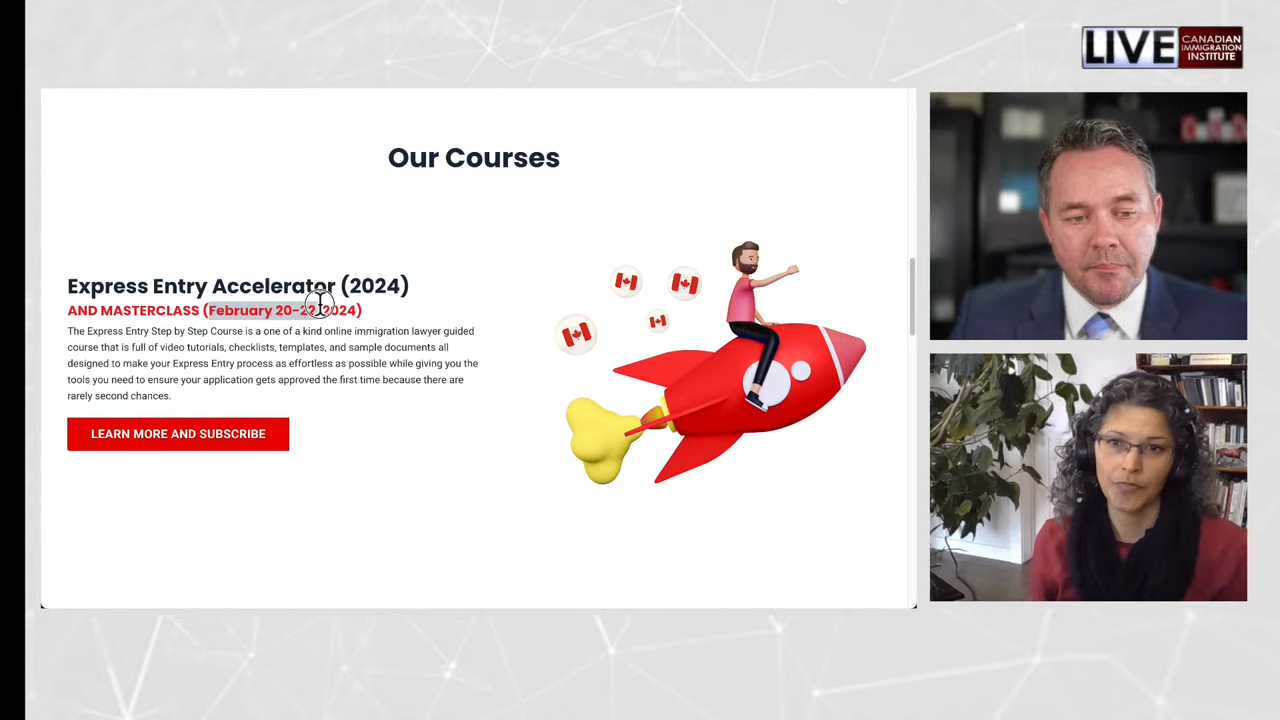 LIVE
CANADIAN
IMMIGRATION
INSTITUTE
Our Courses
Express Entry Accelerator (2024)
AND MASTERCLASS (February 20-22, 2024)
The Express Entry Step by Step Course is a one of a kind online immigration lawyer guided
course that is full of video tutorials, checklists, templates, and sample documents all
designed to make your Express Entry process as effortless as possible while giving you the
tools you need to ensure your application gets approved the first time because there are
rarely second chances.
LEARN MORE AND SUBSCRIBE